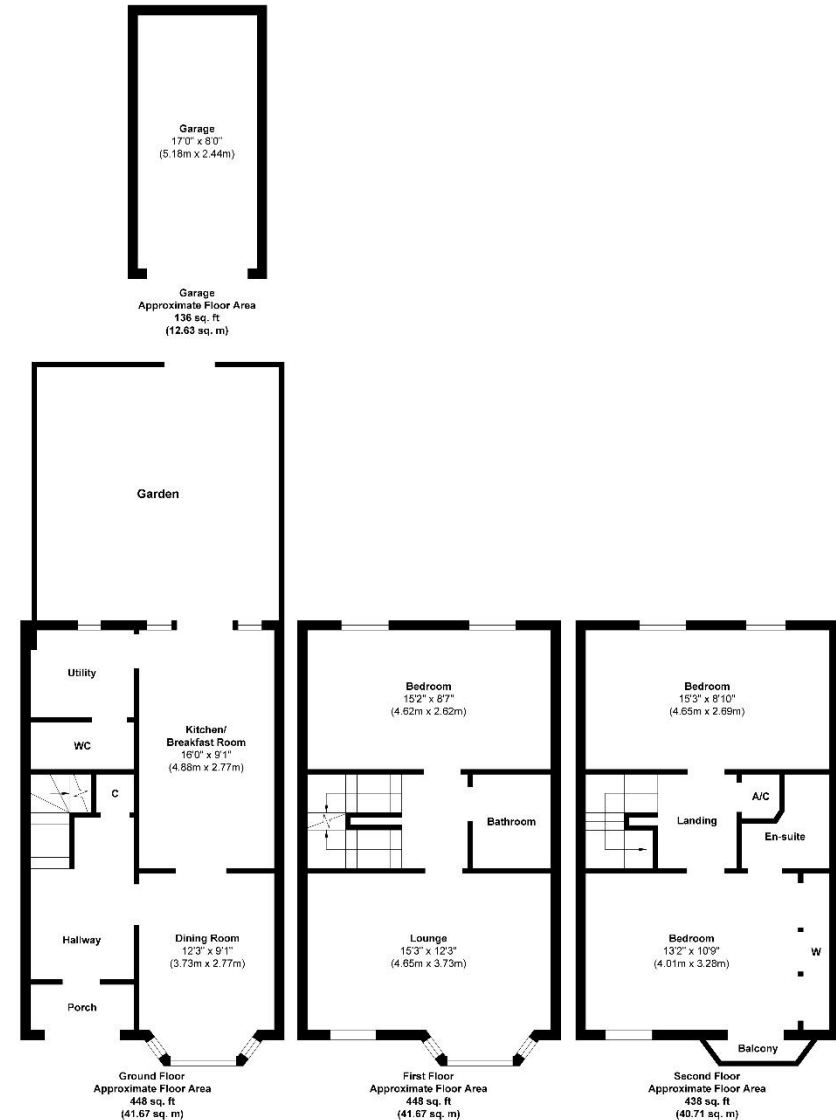 Garage
17'0" x 8'0"
(5.18m x 2.44m)
Garage
Approximate Floor Area
136 sq. ft
(12.63 sq. m)
Garden
Utility
WC
C
Kitchen/
Breakfast Room
16'0" x 9'1"
(4.88m x 2.77m)
Hallway
Dining Room
12'3" x 9'1"
(3.73m x 2.77m)
Porch
Ground Floor
Approximate Floor Area
448 sq. ft
(41.67 sq. m)
Bedroom
15'2" x 8'7"
(4.62m x 2.62m)
Bathroom
Lounge
15'3" x 12'3"
(4.65m x 3.73m)
First Floor
Approximate Floor Area
448 sq. ft
(41.67 sq. m)
Bedroom
15'3" x 8'10"
(4.65m x 2.69m)
A/C
Landing
En-suite
Bedroom
13'2" x 10'9"
(4.01m x 3.28m)
W
Balcony
Second Floor
Approximate Floor Area
438 sq. ft
(40.71 sq. m)